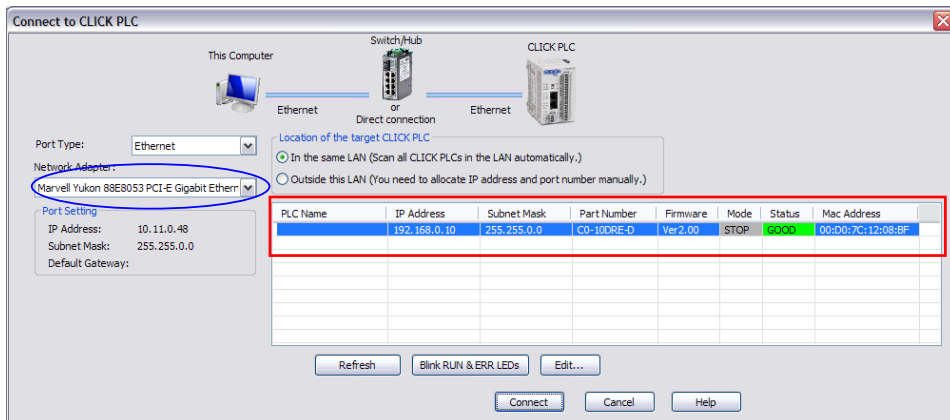 Connect to CLICK PLC
Switch/Hub
This Computer
CLICK PLC
Ethernet
or
Direct connection
Ethernet
Port Type:
Ethernet
Network Adapter:
Marvell Yukon 88E8053 PCI-E Gigabit Ethern
Port Setting
IP Address: 10.11.0.48
Subnet Mask: 255.255.0.0
Default Gateway:
Location of the target CLICK PLC
In the same LAN (Scan all CLICK PLCs in the LAN automatically.)
Outside this LAN (You need to allocate IP address and port number manually.)
PLC Name IP Address Subnet Mask Part Number Firmware Mode Status Mac Address
192.168.0.10 255.255.0.0 C0-10DRE-D Ver2.00 STOP GOOD 00:D0:7C:12:08:BF
Refresh Blink RUN & ERR LEDs Edit...
Connect Cancel Help